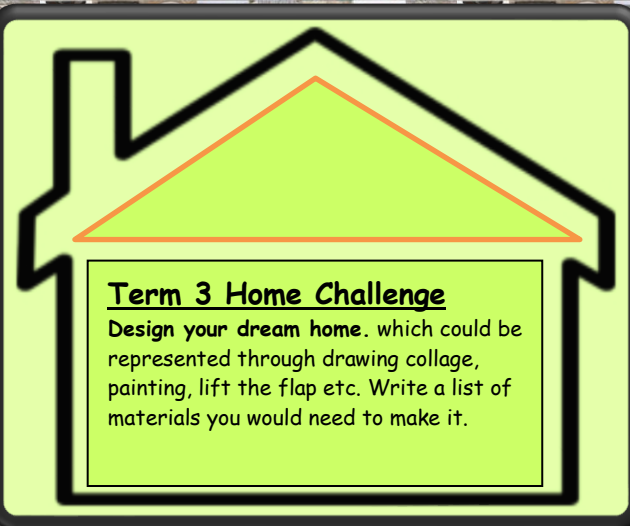 Term 3 Home Challenge
Design your dream home. which could be
represented through drawing collage,
painting, lift the flap etc. Write a list of
materials you would need to make it.